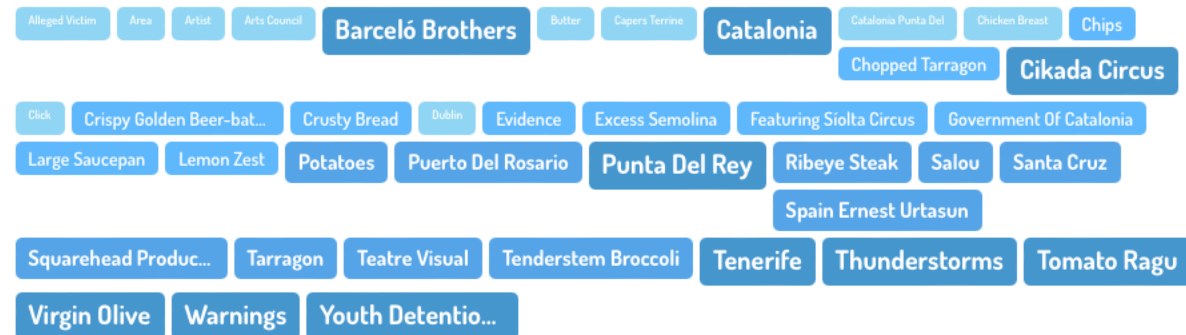 Alleged Victim Area Artist Arts Council Barceló Brothers Butter Capers Terrine Catalonia Catalonia Punta Del Chicken Breast Chips
Chopped Tarragon Cikada Circus
Click Crispy Golden Beer-bat... Crusty Bread Dublin Evidence Excess Semolina Featuring Síolta Circus Government Of Catalonia
Large Saucepan Lemon Zest Potatoes Puerto Del Rosario Punta Del Rey Ribeye Steak Salou Santa Cruz
Spain Ernest Urtasun
Squarehead Produc... Tarragon Teatre Visual Tenderstem Broccoli Tenerife Thunderstorms Tomato Ragu
Virgin Olive Warnings Youth Detentio...